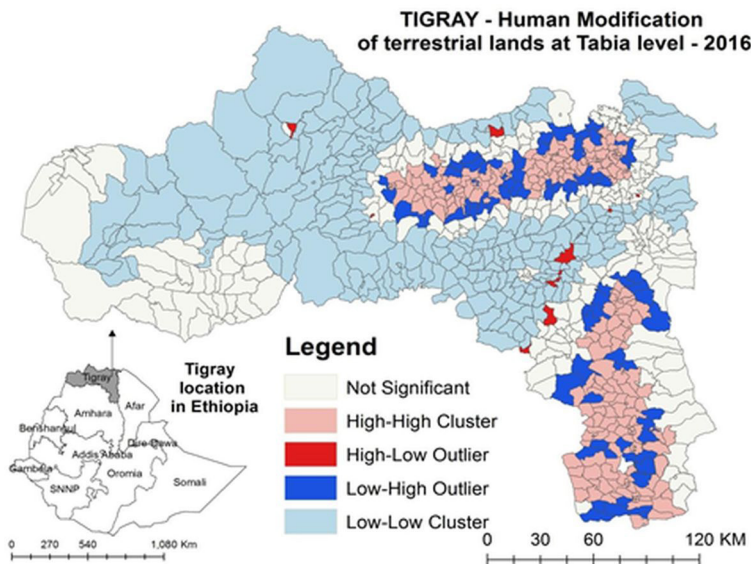 TIGRAY - Human Modification
of terrestrial lands at Tabia level - 2016
Legend
Not Significant
High-High Cluster
High-Low Outlier
Low-High Outlier
Low-Low Cluster
0 30 60 120 KM
Tigray
location
in Ethiopia
Tigray
Amhara
Afar
Benshangul
Dire-Dawa
Addis Ababa
Gambella
Oromia
Somali
SNNP
0 270 540 1,080 Km